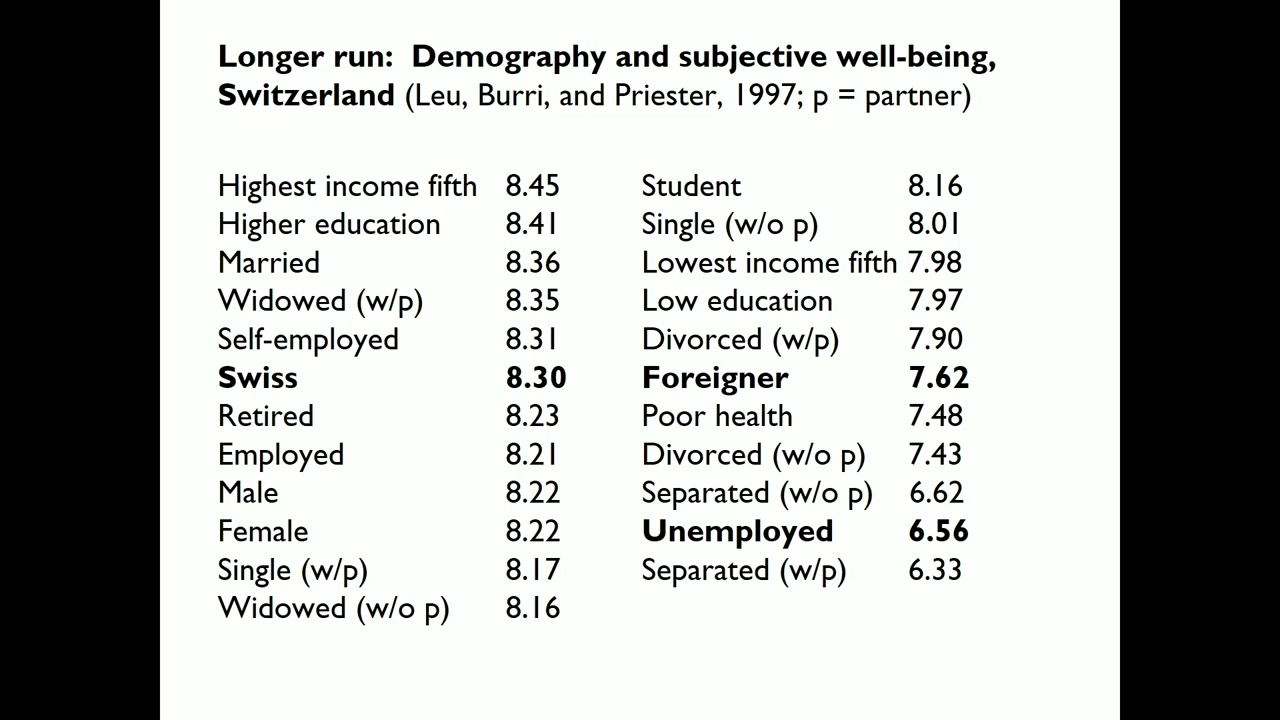 Longer run: Demography and subjective well-being,
Switzerland (Leu, Burri, and Priester, 1997; p = partner)
Highest income fifth 8.45
Higher education 8.41
Married 8.36
Widowed (w/p) 8.35
Self-employed 8.31
Swiss 8.30
Retired 8.23
Employed 8.21
Male 8.22
Female 8.22
Single (w/p) 8.17
Widowed (w/o p) 8.16
Student 8.16
Single (w/o p) 8.01
Lowest income fifth 7.98
Low education 7.97
Divorced (w/p) 7.90
Foreigner 7.62
Poor health 7.48
Divorced (w/o p) 7.43
Separated (w/o p) 6.62
Unemployed 6.56
Separated (w/p) 6.33